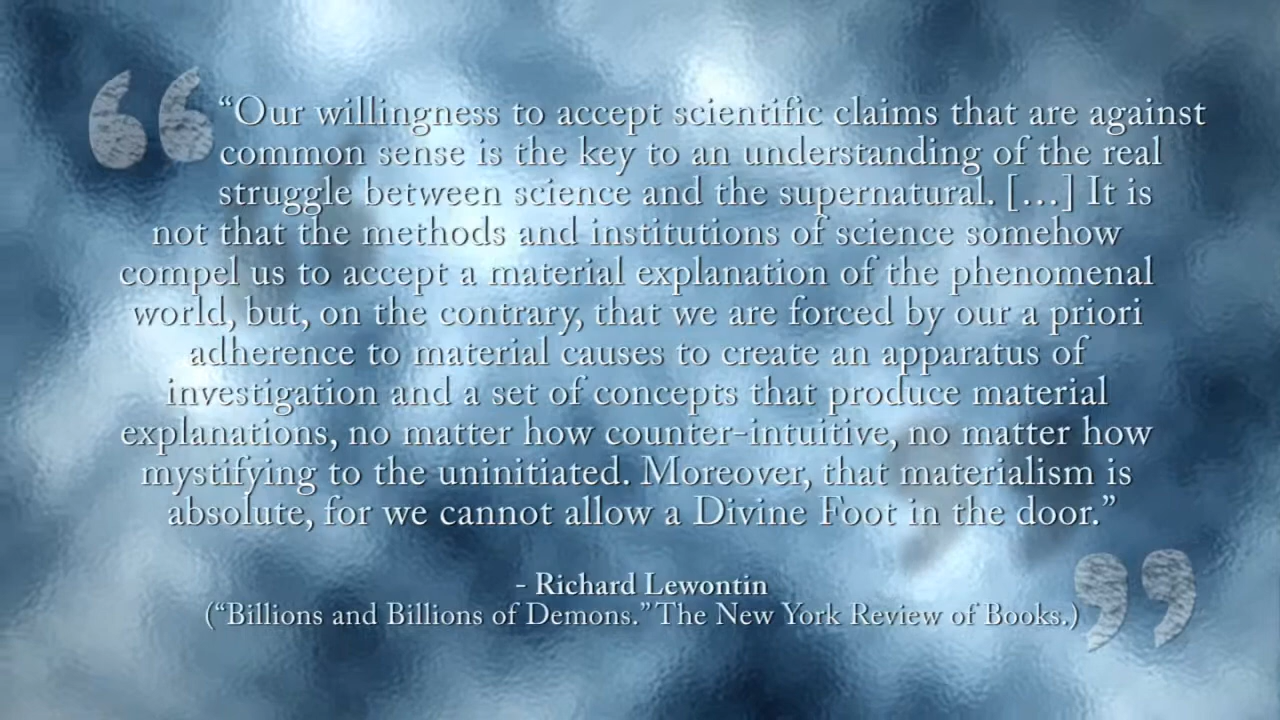 “Our willingness to accept scientific claims that are against
common sense is the key to an understanding of the real
struggle between science and the supernatural. […] It is
not that the methods and institutions of science somehow
compel us to accept a material explanation of the phenomenal
world, but, on the contrary, that we are forced by our a priori
adherence to material causes to create an apparatus of
investigation and a set of concepts that produce material
explanations, no matter how counter-intuitive, no matter how
mystifying to the uninitiated. Moreover, that materialism is
absolute, for we cannot allow a Divine Foot in the door.”
- Richard Lewontin
(“Billions and Billions of Demons.” The New York Review of Books.)